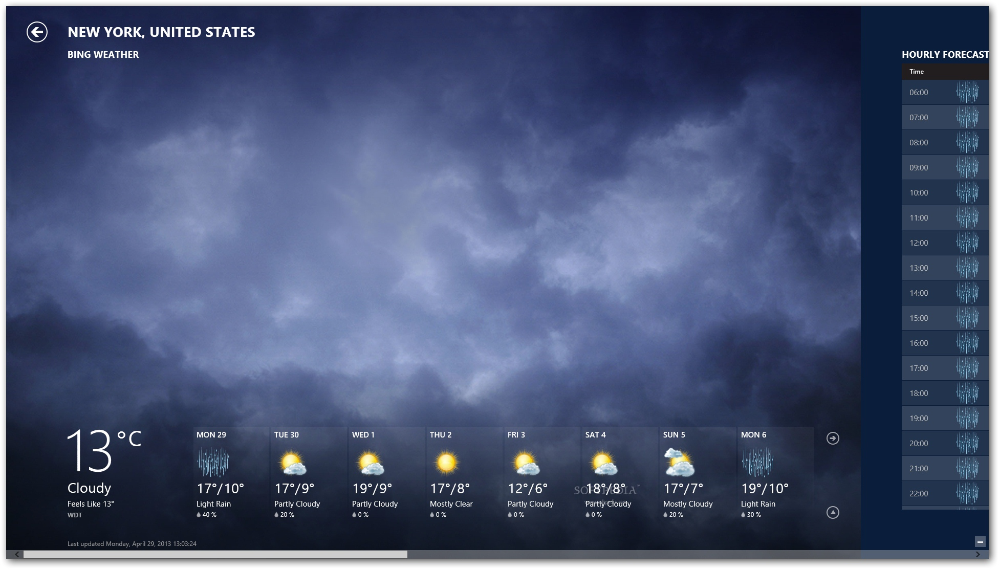 NEW YORK, UNITED STATES
BING WEATHER
13°C
Cloudy
Feels Like 13°
WDT
MON 29
17°/10°
Light Rain
40 %
TUE 30
17°/9°
Partly Cloudy
20 %
WED 1
19°/9°
Partly Cloudy
0 %
THU 2
17°/8°
Mostly Clear
0 %
FRI 3
12°/6°
Partly Cloudy
0 %
SAT 4
18°/8°
Partly Cloudy
0 %
SOFTPEDIA™
SUN 5
17°/7°
Mostly Cloudy
20 %
MON 6
19°/10°
Light Rain
30 %
Last updated Monday, April 29, 2013 13:03:24
HOURLY FORECAST
Time
06:00
07:00
08:00
09:00
10:00
11:00
12:00
13:00
14:00
15:00
16:00
17:00
18:00
19:00
20:00
21:00
22:00